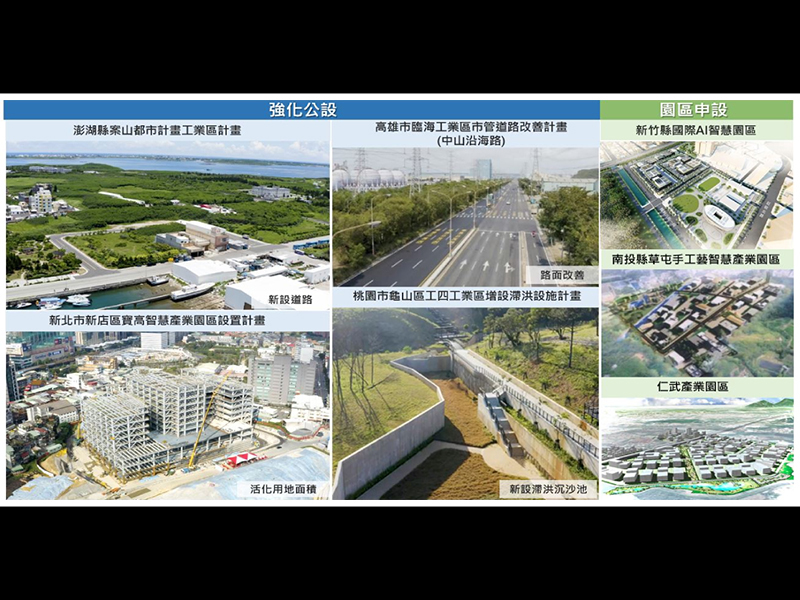 強化公設
園區申設
澎湖縣案山都市計畫工業區計畫
新設道路
高雄市臨海工業區市管道路改善計畫
(中山沿海路)
路面改善
新竹縣國際AI智慧園區
南投縣草屯手工藝智慧產業園區
仁武產業園區
新北市新店區寶高智慧產業園區設置計畫
活化用地面積
桃園市龜山區工四工業區增設滯洪設施計畫
新設滯洪沉沙池